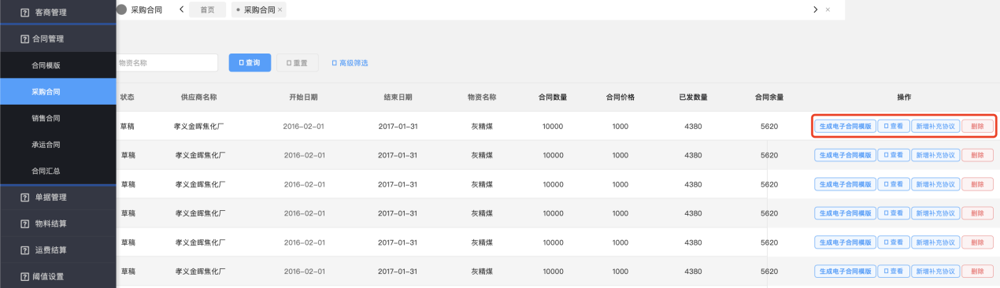 客商管理
合同管理
合同模版
采购合同
销售合同
承运合同
合同汇总
单据管理
物料结算
运费结算
阈值设置
采购合同 首页 采购合同
物资名称 查询 重置 高级筛选
状态 供应商名称 开始日期 结束日期 物资名称 合同数量 合同价格 已发数量 合同余量 操作
草稿 孝义金晖焦化厂 2016-02-01 2017-01-31 灰精煤 10000 1000 4380 5620 生成电子合同模版 查看 新增补充协议 删除
草稿 孝义金晖焦化厂 2016-02-01 2017-01-31 灰精煤 10000 1000 4380 5620 生成电子合同模版 查看 新增补充协议 删除
草稿 孝义金晖焦化厂 2016-02-01 2017-01-31 灰精煤 10000 1000 4380 5620 生成电子合同模版 查看 新增补充协议 删除
草稿 孝义金晖焦化厂 2016-02-01 2017-01-31 灰精煤 10000 1000 4380 5620 生成电子合同模版 查看 新增补充协议 删除
草稿 孝义金晖焦化厂 2016-02-01 2017-01-31 灰精煤 10000 1000 4380 5620 生成电子合同模版 查看 新增补充协议 删除
草稿 孝义金晖焦化厂 2016-02-01 2017-01-31 灰精煤 10000 1000 4380 5620 生成电子合同模版 查看 新增补充协议 删除